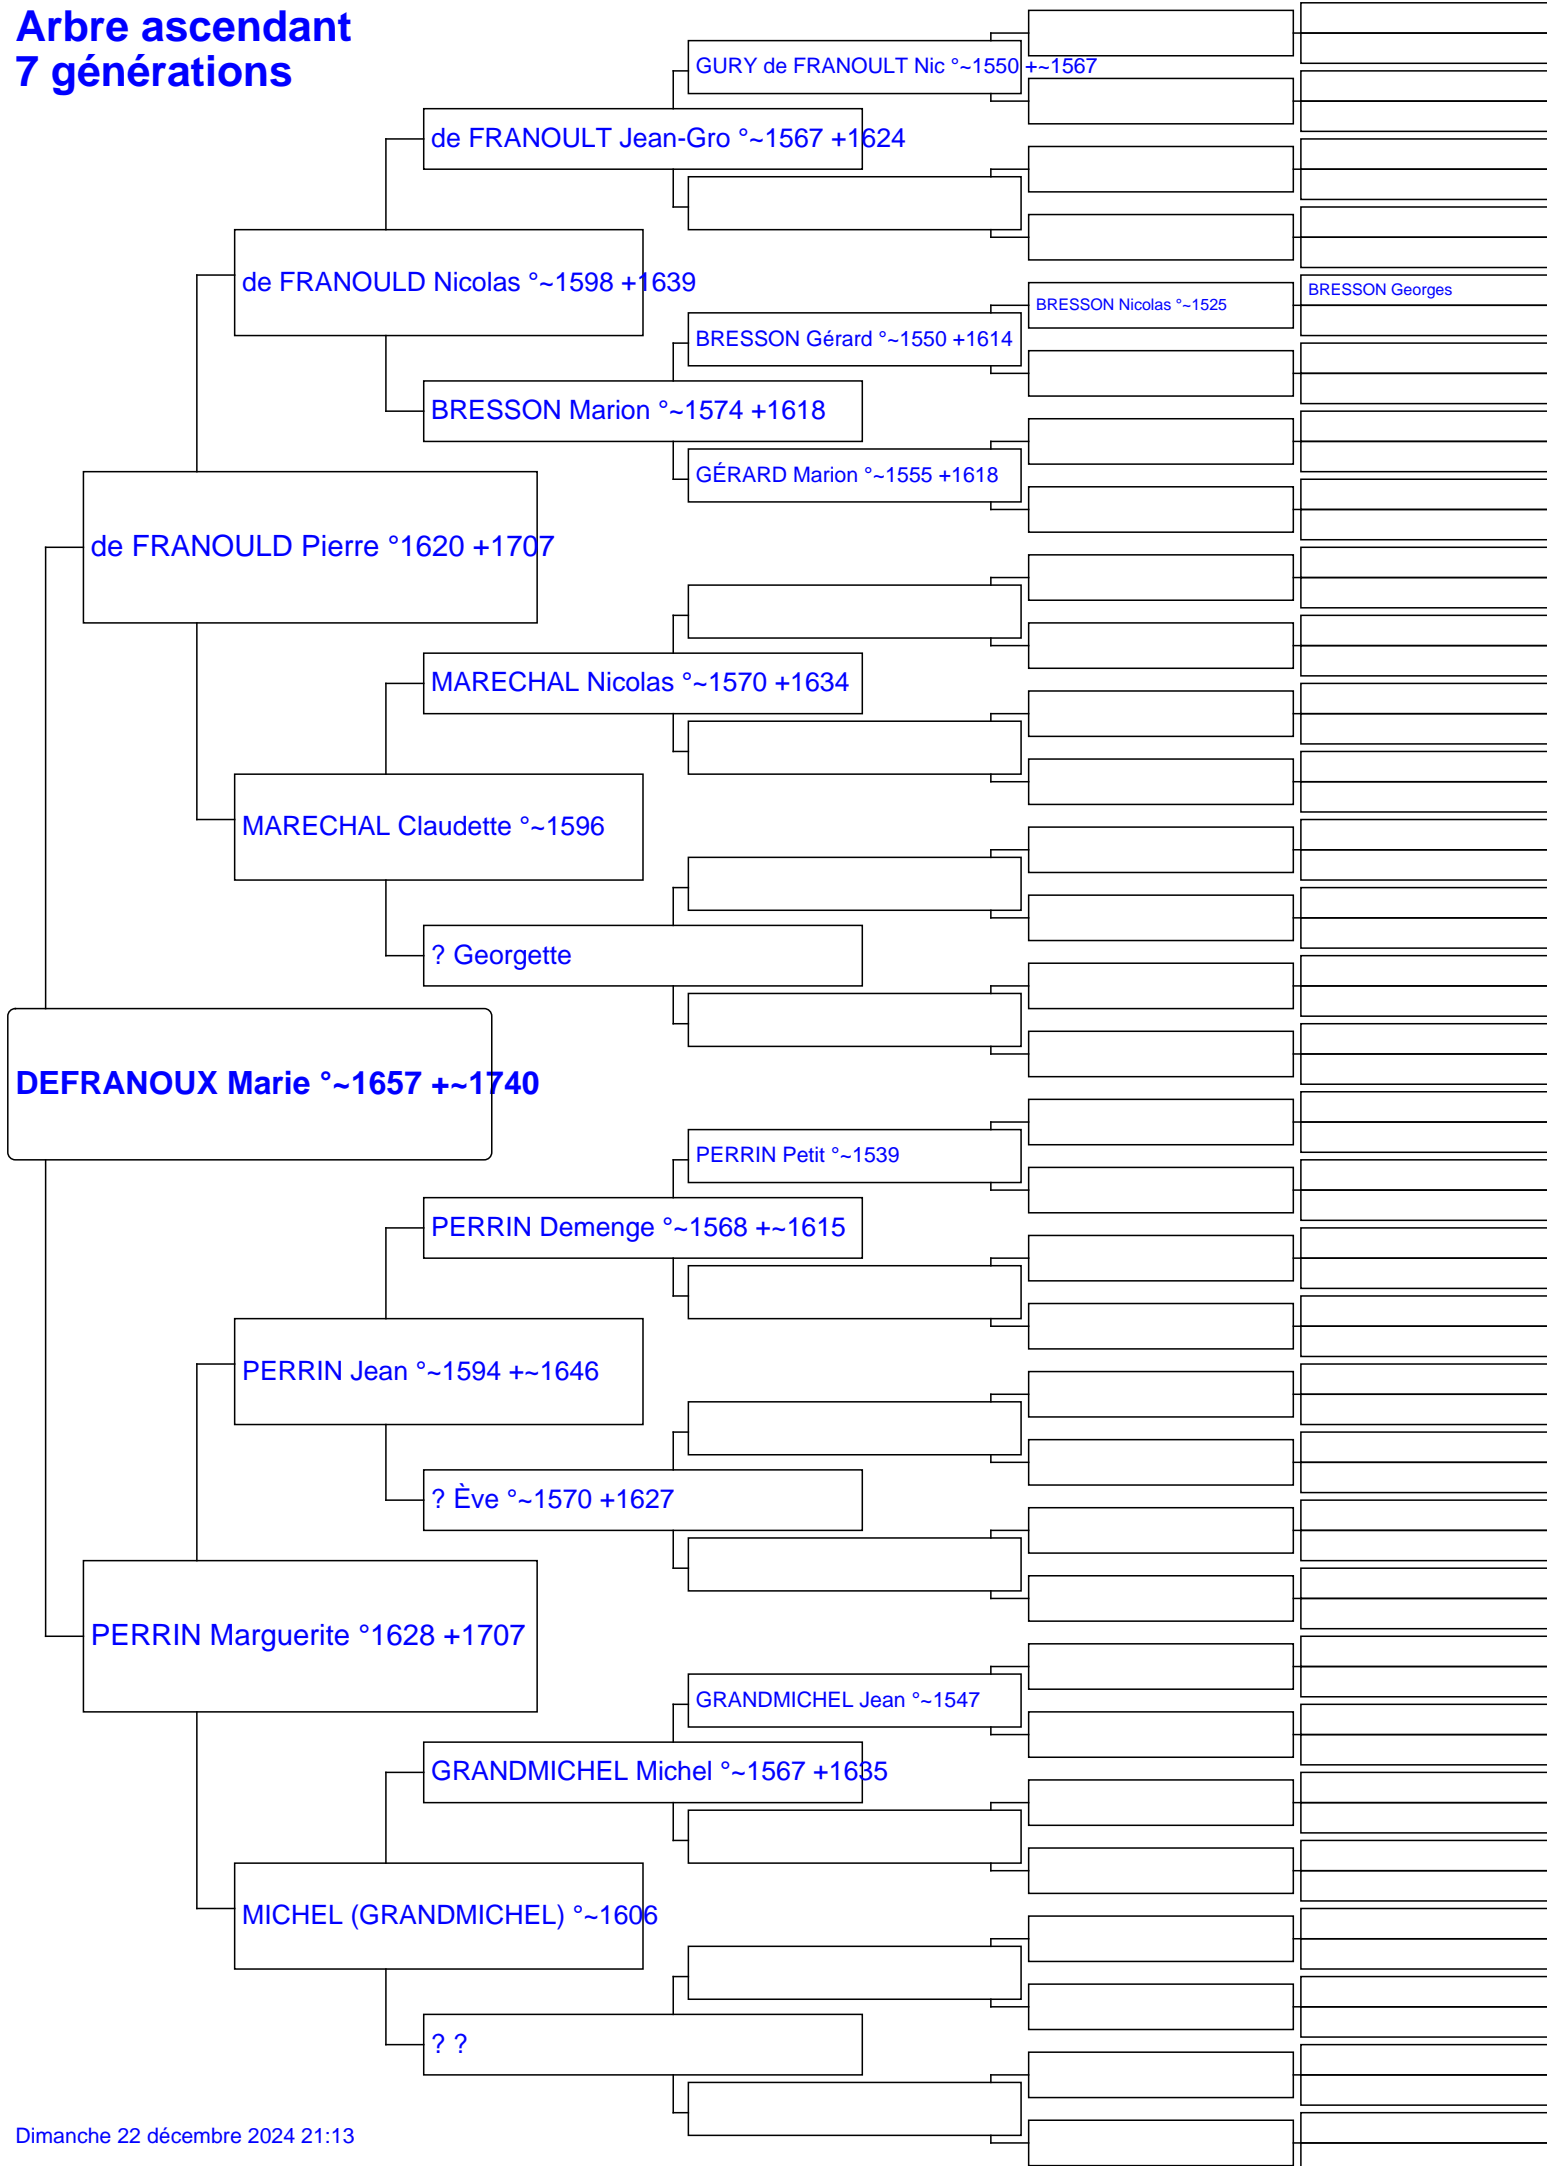 Arbre ascendant
7 générations
GURY de FRANOULT Nic °~1550 +~1567
de FRANOULT Jean-Gro °~1567 +1624
de FRANOULD Nicolas °~1598 +1639
BRESSON Georges
BRESSON Nicolas °~1525
BRESSON Gérard °~1550 +1614
BRESSON Marion °~1574 +1618
GÉRARD Marion °~1555 +1618
de FRANOULD Pierre °1620 +1707
MARECHAL Nicolas °~1570 +1634
MARECHAL Claudette °~1596
? Georgette
DEFRANOUX Marie °~1657 +~1740
PERRIN Petit °~1539
PERRIN Demenge °~1568 +~1615
PERRIN Jean °~1594 +~1646
? Ève °~1570 +1627
PERRIN Marguerite °1628 +1707
GRANDMICHEL Jean °~1547
GRANDMICHEL Michel °~1567 +1635
MICHEL (GRANDMICHEL) °~1606
? ?
Dimanche 22 décembre 2024 21:13